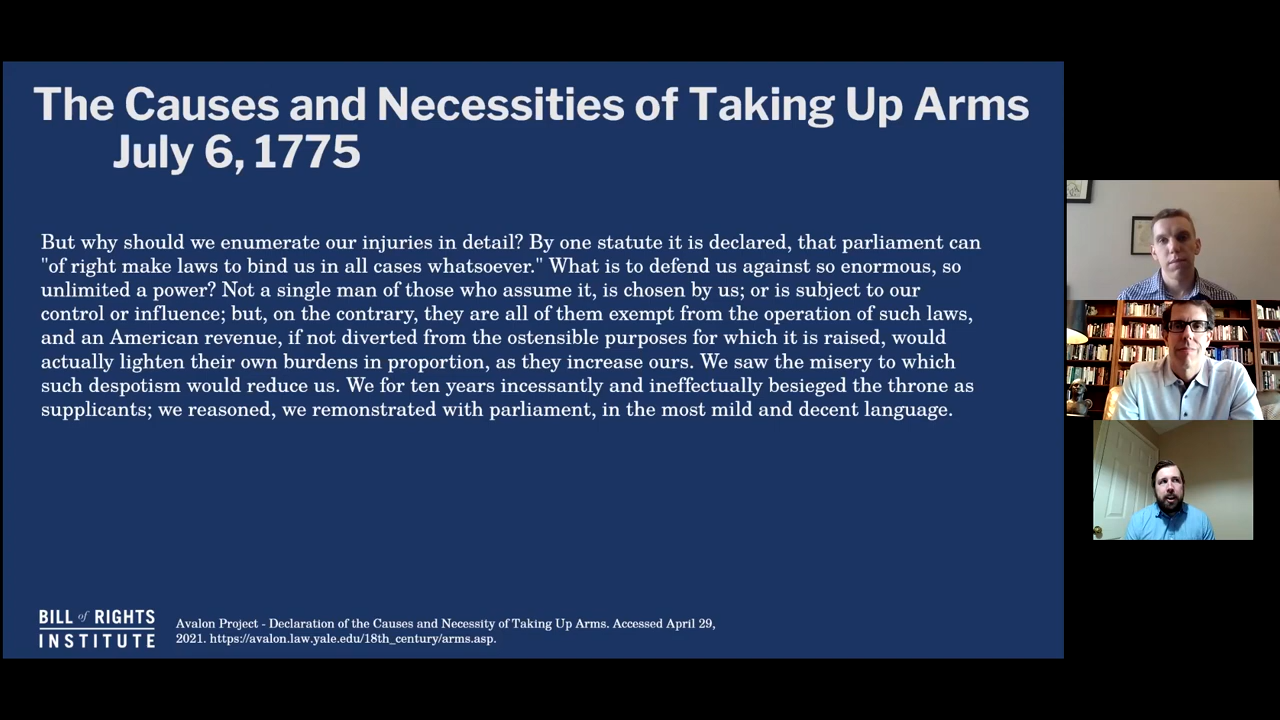 The Causes and Necessities of Taking Up Arms
July 6, 1775
But why should we enumerate our injuries in detail? By one statute it is declared, that parliament can
"of right make laws to bind us in all cases whatsoever." What is to defend us against so enormous, so
unlimited a power? Not a single man of those who assume it, is chosen by us; or is subject to our
control or influence; but, on the contrary, they are all of them exempt from the operation of such laws,
and an American revenue, if not diverted from the ostensible purposes for which it is raised, would
actually lighten their own burdens in proportion, as they increase ours. We saw the misery to which
such despotism would reduce us. We for ten years incessantly and ineffectually besieged the throne as
supplicants; we reasoned, we remonstrated with parliament, in the most mild and decent language.
BILL of RIGHTS
INSTITUTE
Avalon Project - Declaration of the Causes and Necessity of Taking Up Arms. Accessed April 29,
2021. https://avalon.law.yale.edu/18th_century/arms.asp.